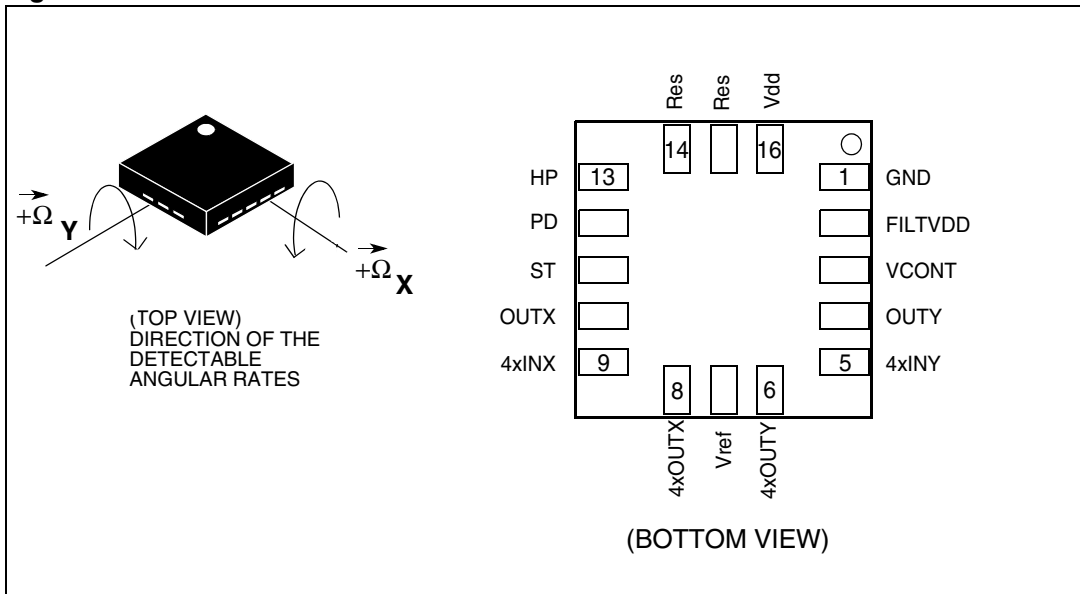 +Ω Y
+Ω X
(TOP VIEW)
DIRECTION OF THE
DETECTABLE
ANGULAR RATES
Res Res Vdd
14 16
HP 13 1 GND
PD FILTVDD
ST VCONT
OUTX OUTY
4xINX 9 5 4xINY
8 6
4xOUTX Vref 4xOUTY
(BOTTOM VIEW)